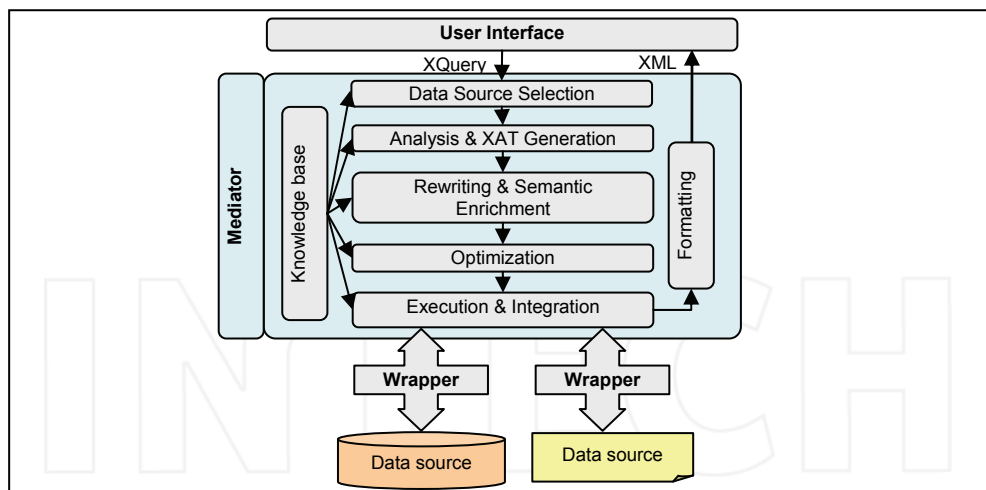 User Interface
XQuery
XML
Data Source Selection
Analysis & XAT Generation
Rewriting & Semantic
Enrichment
Optimization
Execution & Integration
Mediator
Knowledge base
Formatting
Wrapper
Wrapper
Data source
Data source
INTECH